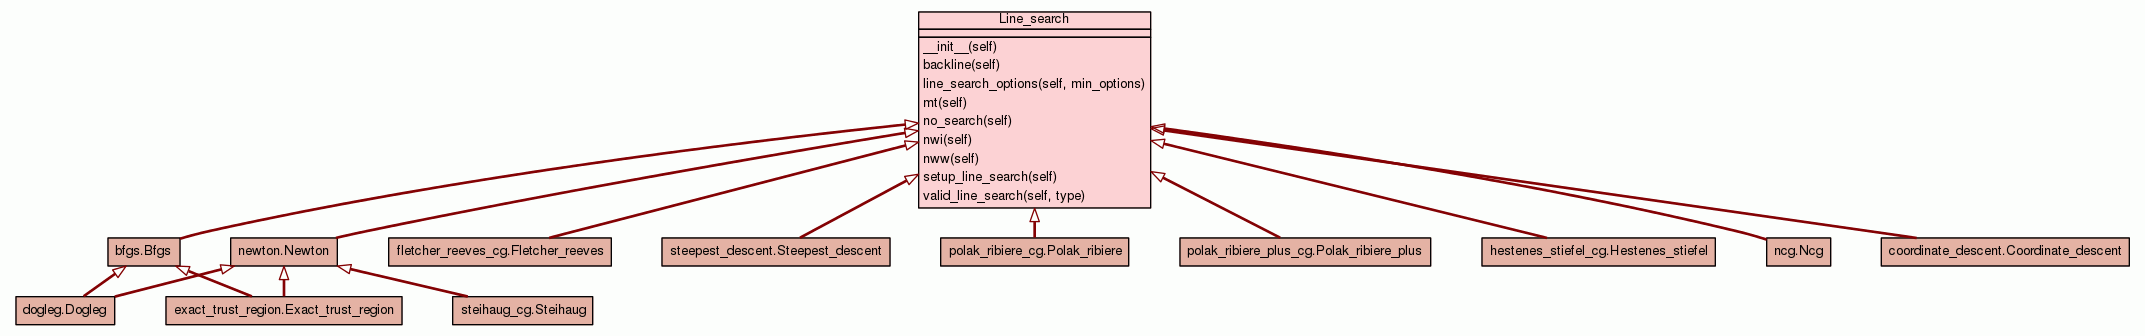 Line_search
__init__(self)
backline(self)
line_search_options(self, min_options)
mt(self)
no_search(self)
nwi(self)
nww(self)
setup_line_search(self)
valid_line_search(self, type)
bfgs.Bfgs
newton.Newton
fletcher_reeves_cg.Fletcher_reeves
steepest_descent.Steepest_descent
polak_ribiere_cg.Polak_ribiere
polak_ribiere_plus_cg.Polak_ribiere_plus
hestenes_stiefel_cg.Hestenes_stiefel
ncg.Ncg
coordinate_descent.Coordinate_descent
dogleg.Dogleg
exact_trust_region.Exact_trust_region
steihaug_cg.Steihaug